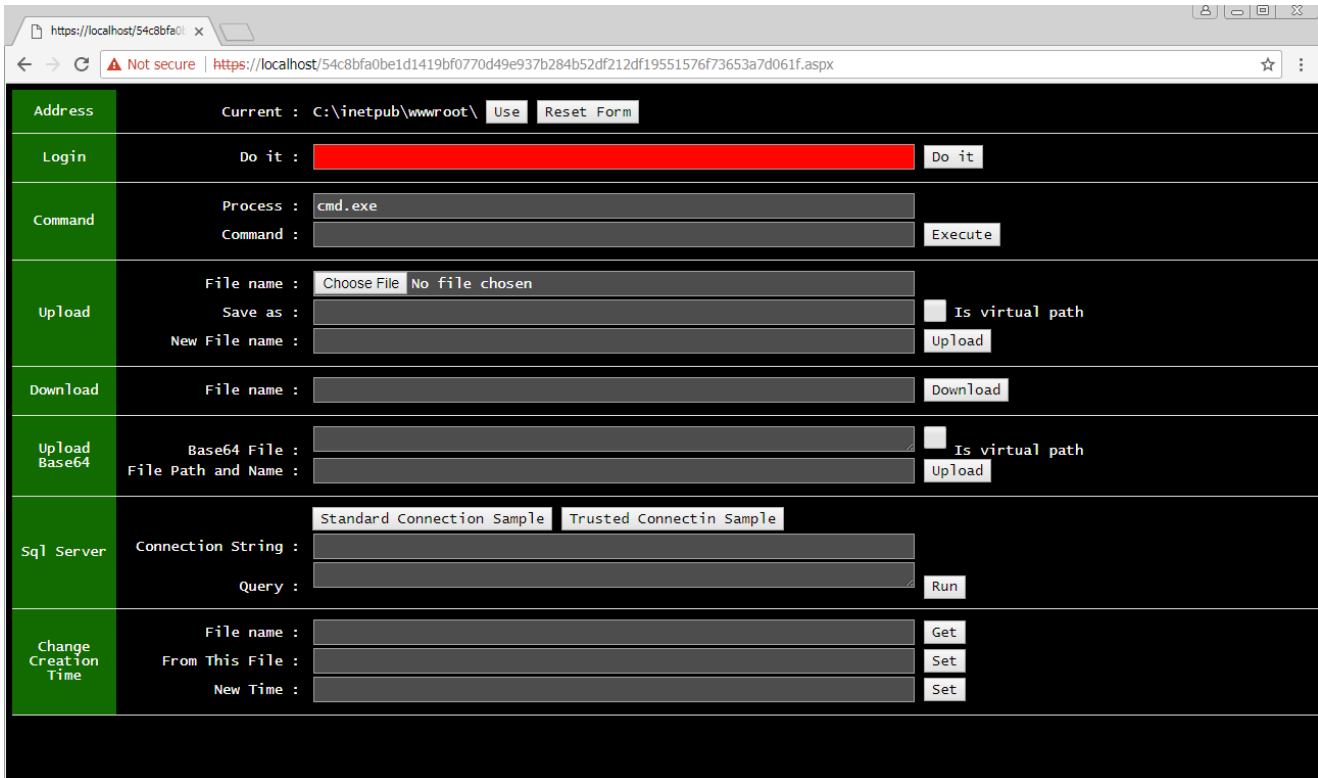 https://localhost/54c8bfa0b
Not secure | https://localhost/54c8bfa0be1d1419bf0770d49e937b284b52df212df19551576f73653a7d061f.aspx
Address Current : C:\inetpub\wwwroot\ Use Reset Form
Login Do it : Do it
Process : cmd.exe
Command
Command : Execute
File name : Choose File No file chosen
Upload Save as : Is virtual path
New File name : Upload
Download File name : Download
Upload Base64 File : Is virtual path
Base64
File Path and Name : Upload
Standard Connection Sample Trusted Connectin Sample
Sql Server Connection String :
Query : Run
File name : Get
Change
Creation From This File : Set
Time
New Time : Set